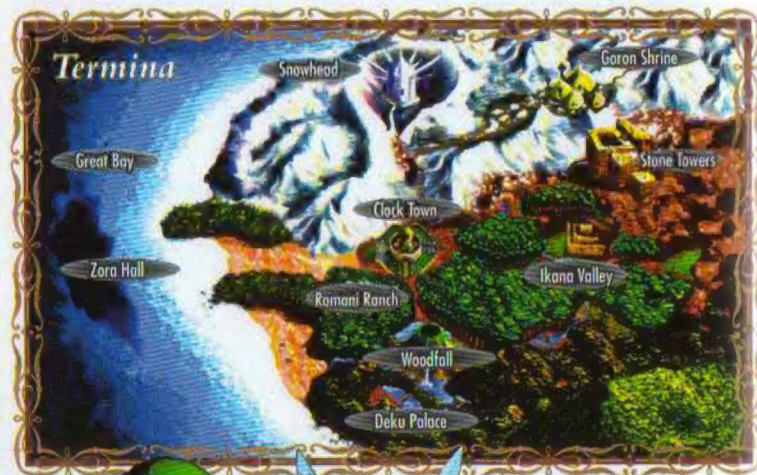 Termina
Snowhead
Goron Shrine
Great Bay
Stone Towers
Clock Town
Zora Hall
Ikana Valley
Romani Ranch
Woodfall
Deku Palace